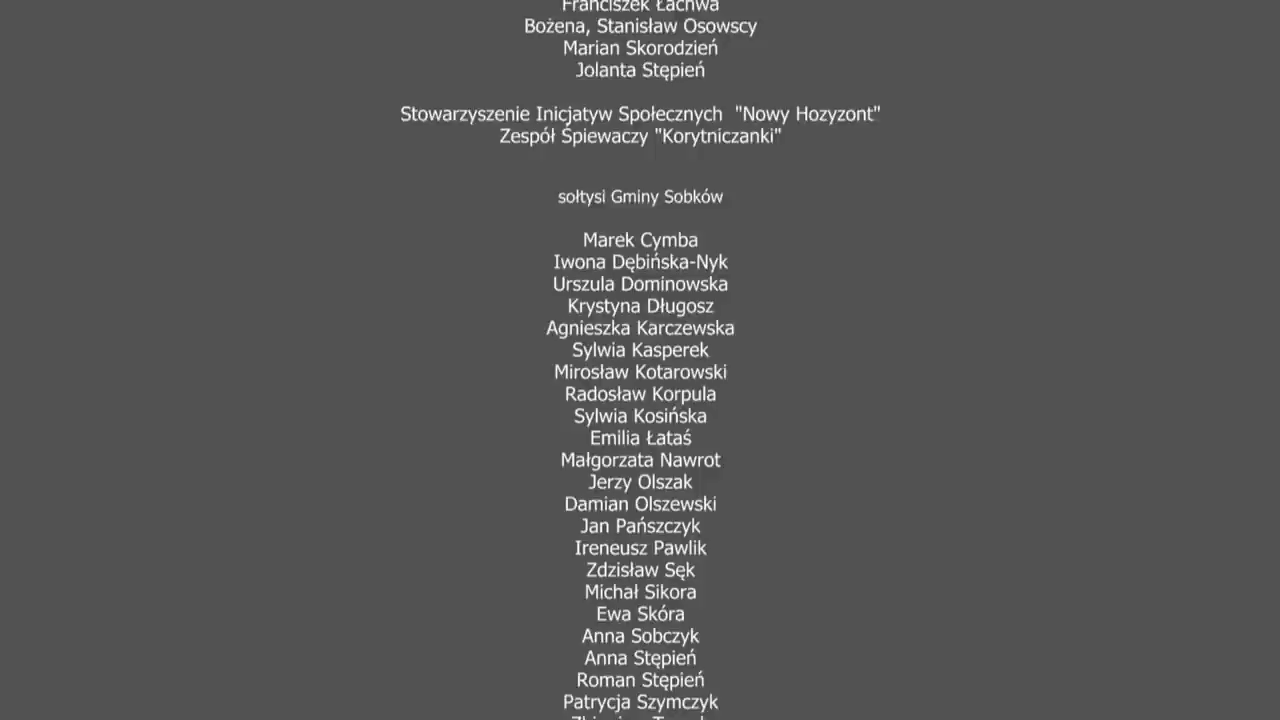 Franciszek Łachwa
Bożena, Stanisław Osowscy
Marian Skorodzień
Jolanta Stępień
Stowarzyszenie Inicjatyw Społecznych "Nowy Hozyzont"
Zespół Śpiewaczy "Korytniczanki"
sołtysi Gminy Sobków
Marek Cymba
Iwona Dębińska-Nyk
Urszula Dominowska
Krystyna Długosz
Agnieszka Karczewska
Sylwia Kasperek
Mirosław Kotarowski
Radosław Korpula
Sylwia Kosińska
Emilia Łataś
Małgorzata Nawrot
Jerzy Olszak
Damian Olszewski
Jan Pańszczyk
Ireneusz Pawlik
Zdzisław Sęk
Michał Sikora
Ewa Skóra
Anna Sobczyk
Anna Stępień
Roman Stępień
Patrycja Szymczyk